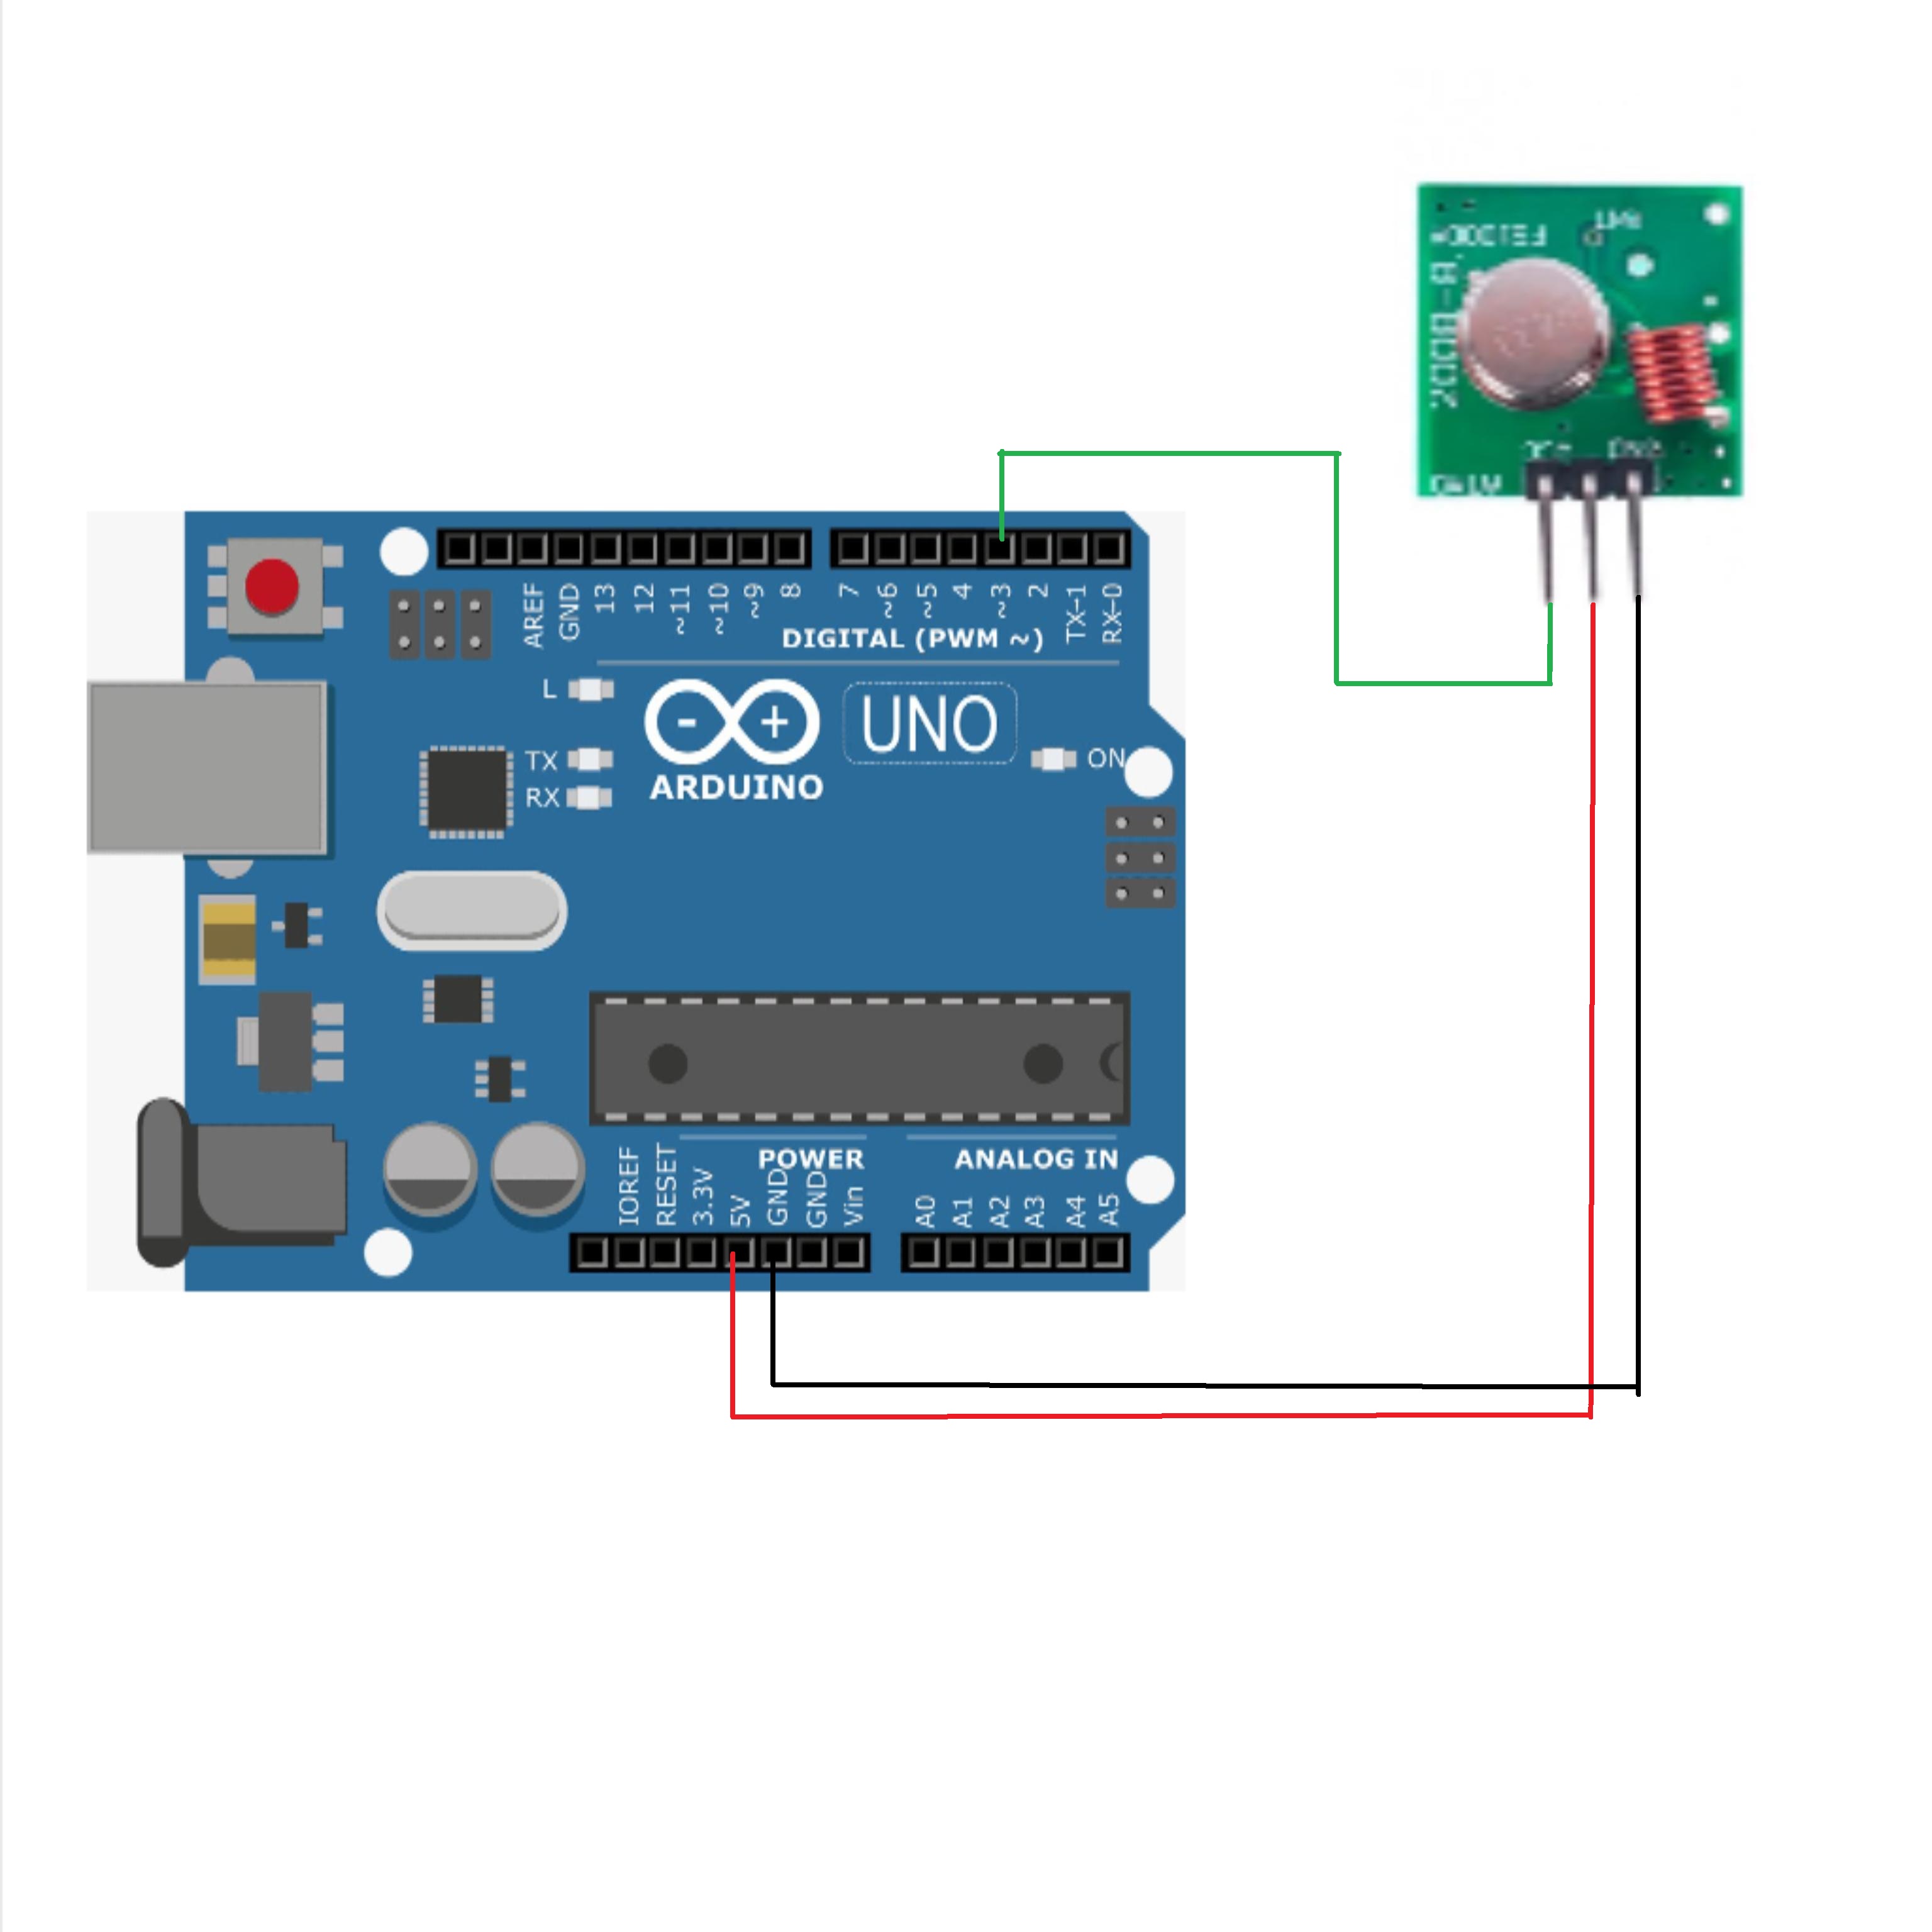 AREF
GND
13
12
~11
~10
~9
8
7
~6
~5
4
~3
2
TX-1
RX-0
DIGITAL (PWM ~)
L
TX
RX
- +
UNO
ARDUINO
ON
IOREF
RESET
3.3V
5V
GND
GND
Vin
POWER
ANALOG IN
A0
A1
A2
A3
A4
A5